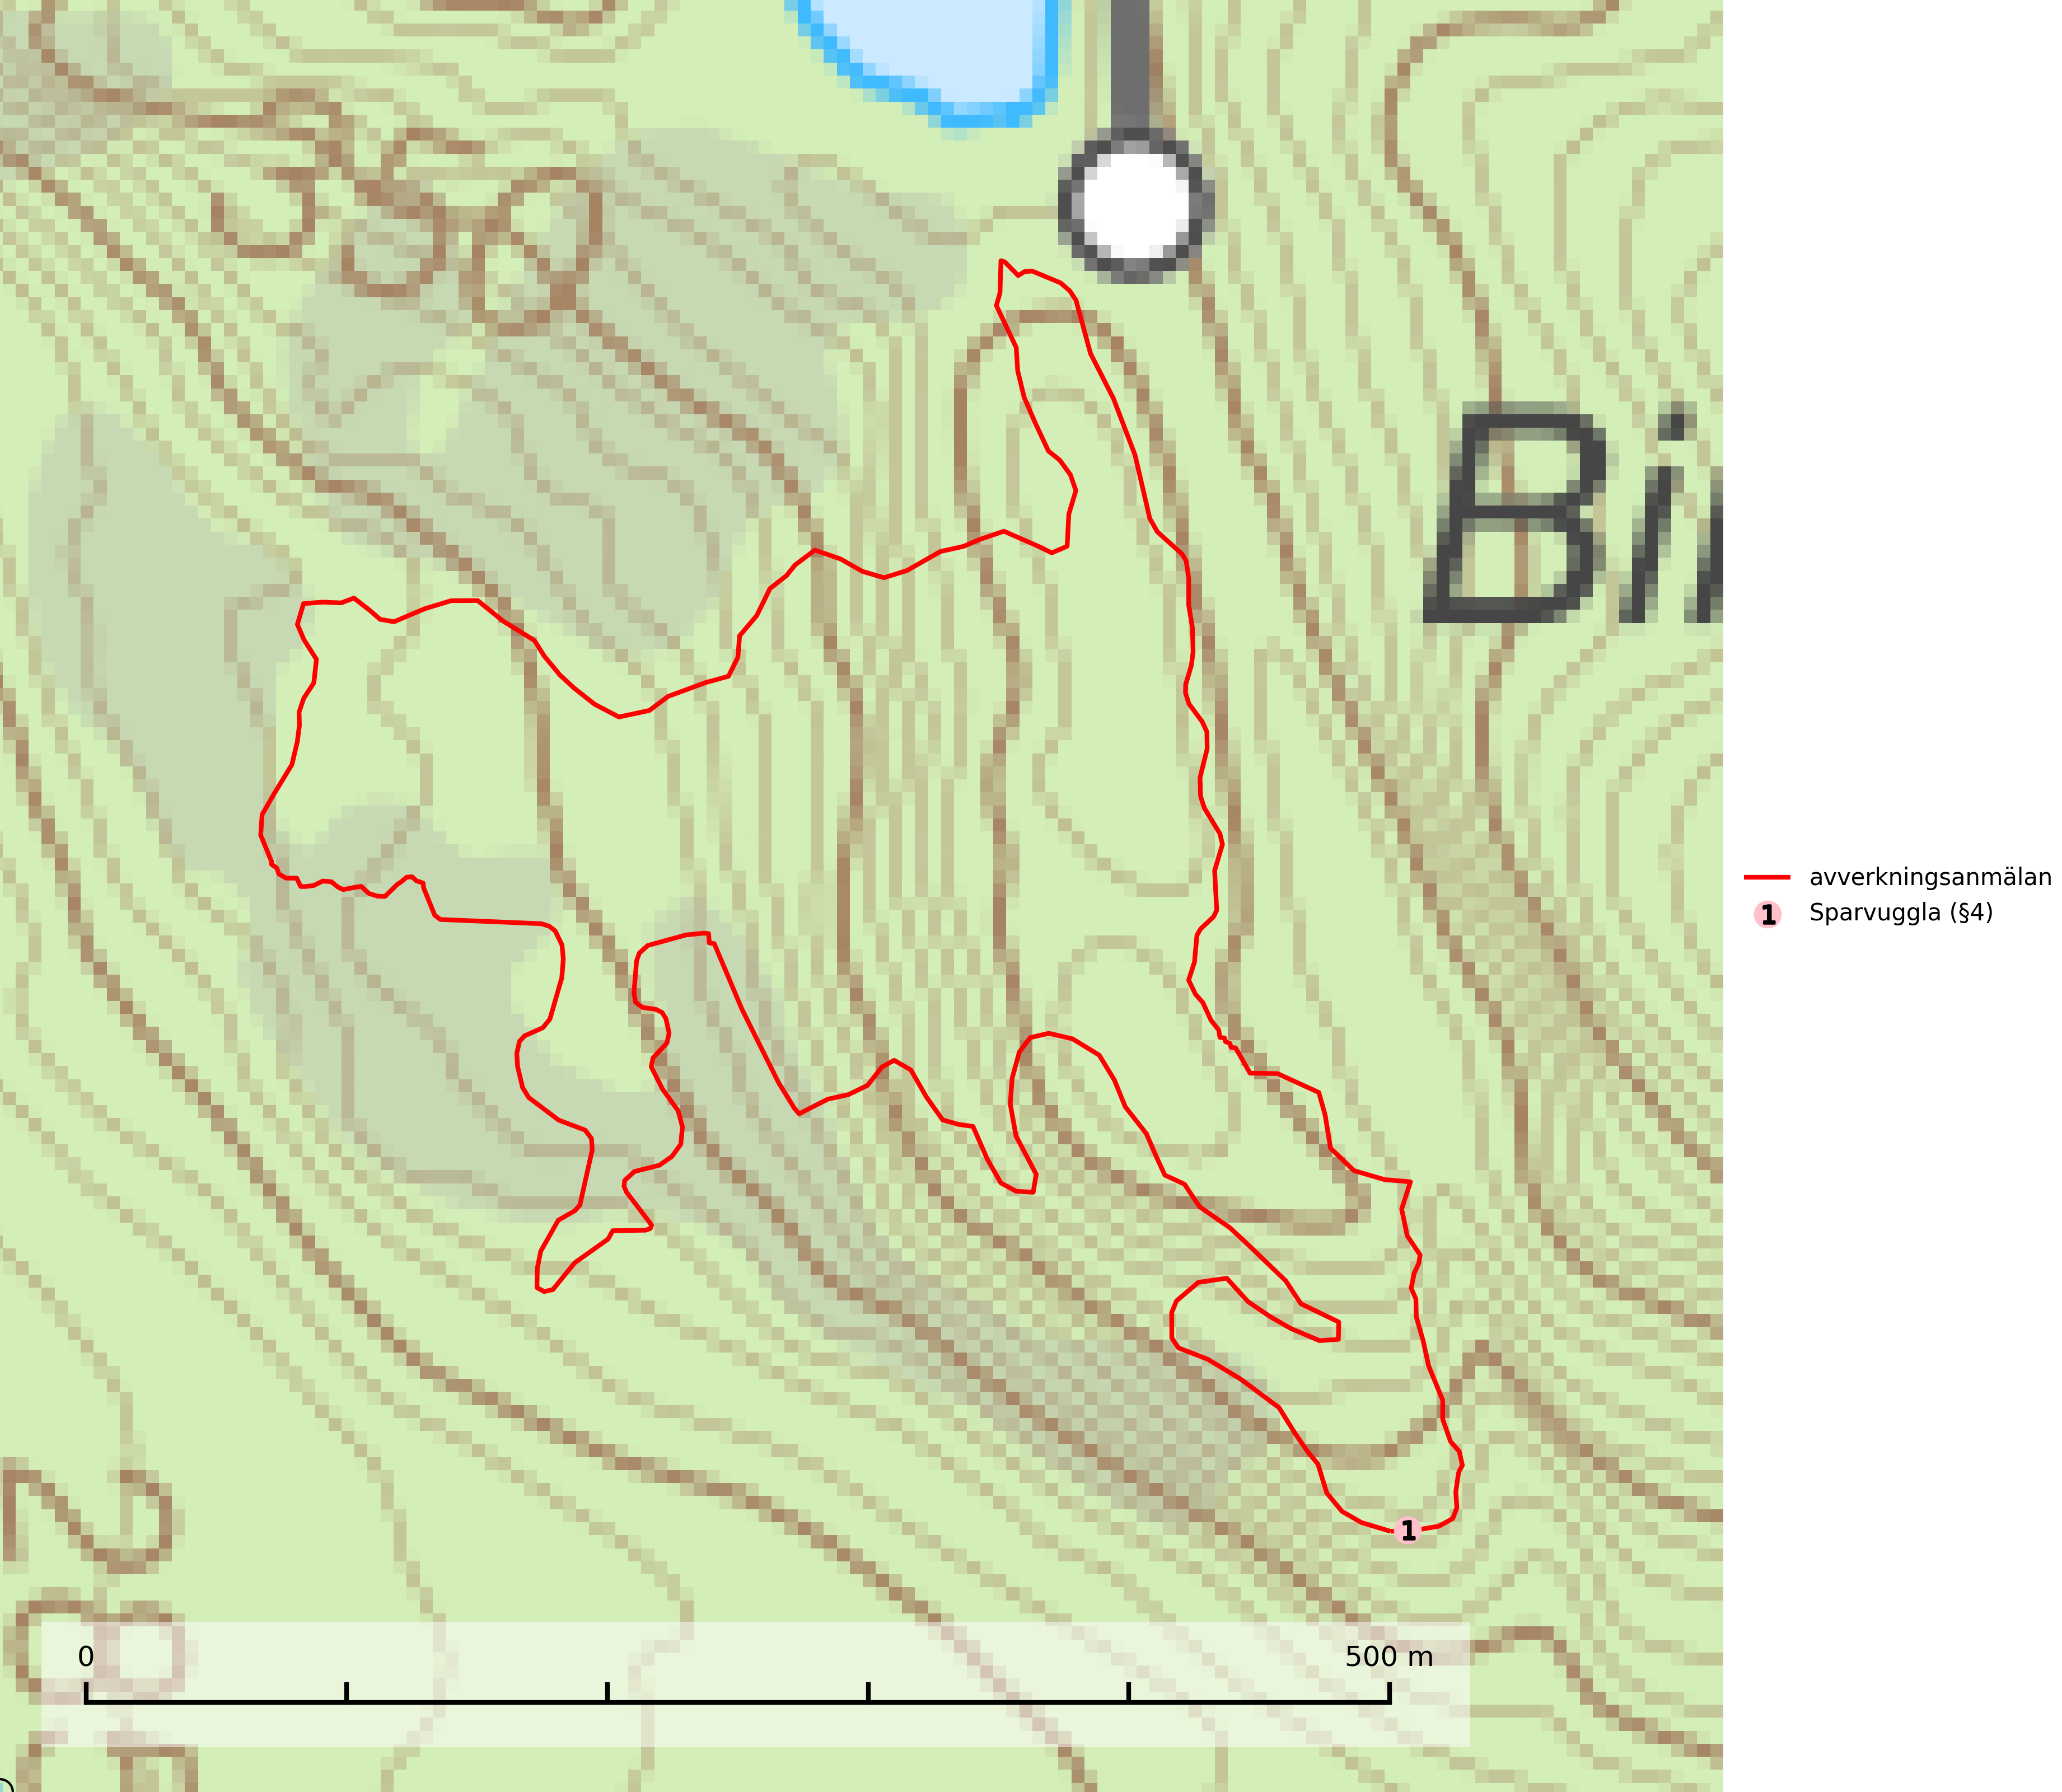 Bi
avverkningsanmälan
1 Sparvuggla (§4)
1
0 500 m